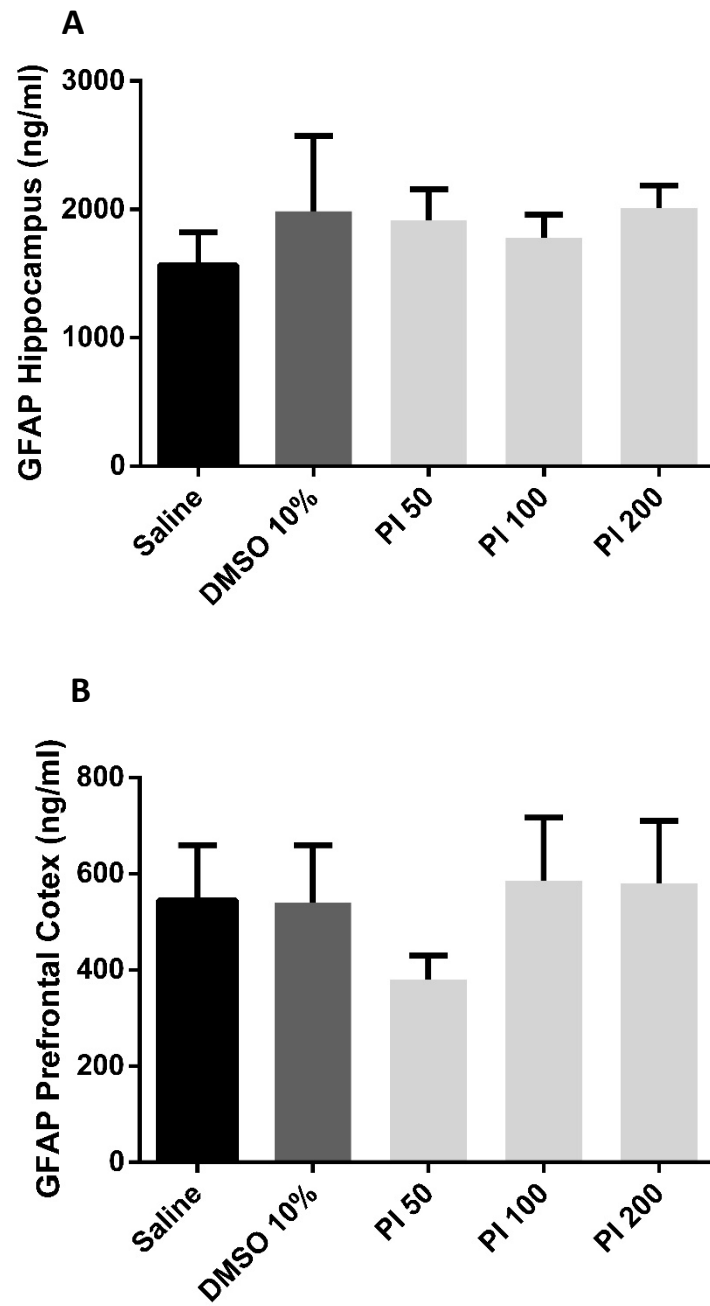 A
GFAP Hippocampus (ng/ml)
3000
2000
1000
0
Saline
DMSO 10%
PI 50
PI 100
PI 200
B
GFAP Prefrontal Cotex (ng/ml)
800
600
400
200
0
Saline
DMSO 10%
PI 50
PI 100
PI 200